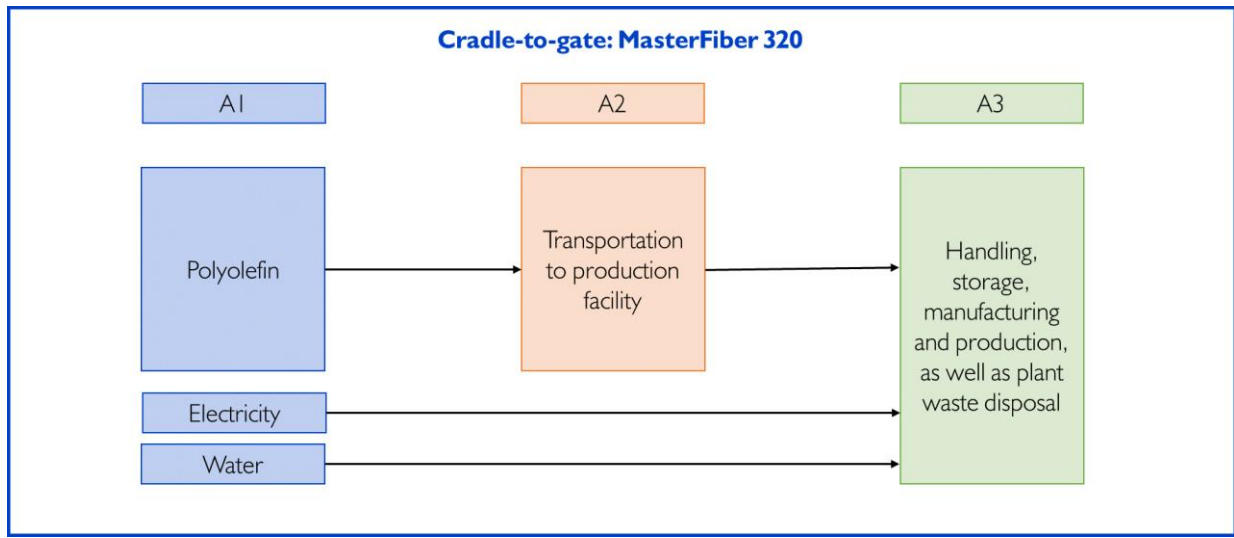 Cradle-to-gate: MasterFiber 320
A1
A2
A3
Polyolefin
Transportation
to production
facility
Handling,
storage,
manufacturing
and production,
as well as plant
waste disposal
Electricity
Water